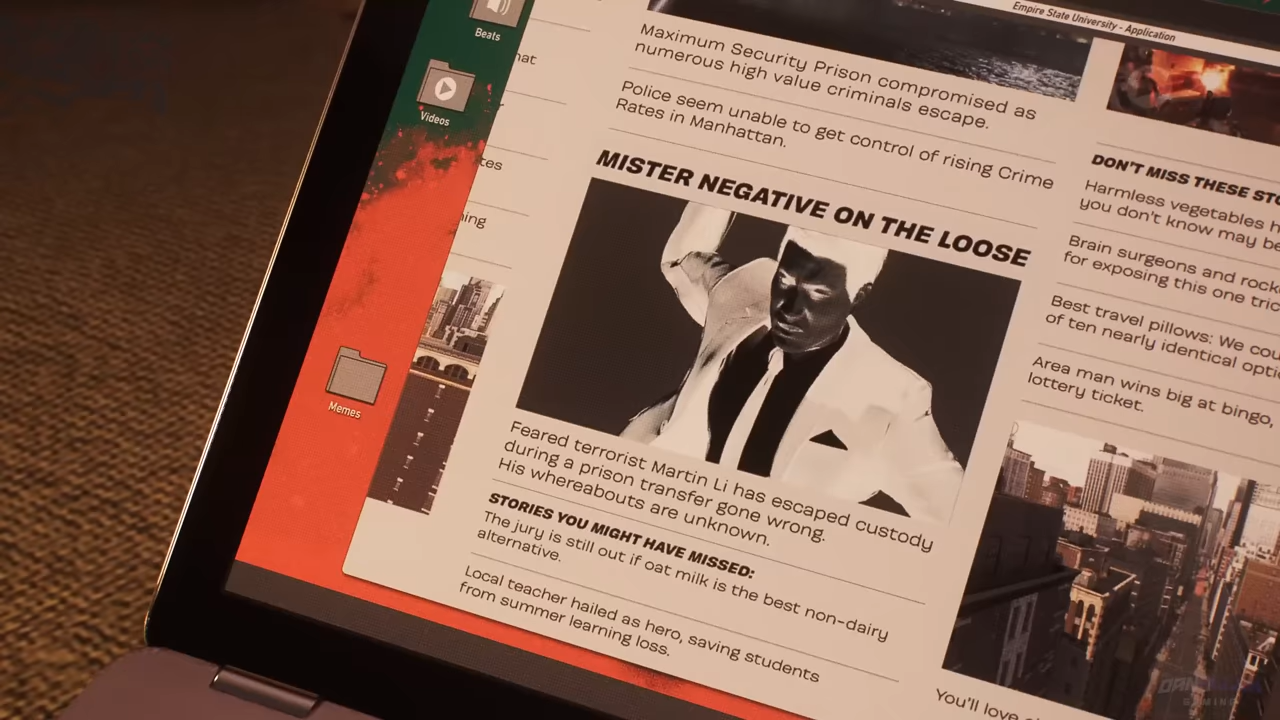 Empire State University - Application
Beats
Videos
Memes
hat
tes
ning
Maximum Security Prison compromised as
numerous high value criminals escape.
Police seem unable to get control of rising Crime
Rates in Manhattan.
MISTER NEGATIVE ON THE LOOSE
Feared terrorist Martin Li has escaped custody
during a prison transfer gone wrong.
His whereabouts are unknown.
STORIES YOU MIGHT HAVE MISSED:
The jury is still out if oat milk is the best non-dairy
alternative.
Local teacher hailed as hero, saving students
from summer learning loss.
DON'T MISS THESE STO
Harmless vegetables h
you don't know may be
Brain surgeons and rock
for exposing this one tric
Best travel pillows: We cou
of ten nearly identical optio
Area man wins big at bingo,
lottery ticket.
You'll love
GAMING